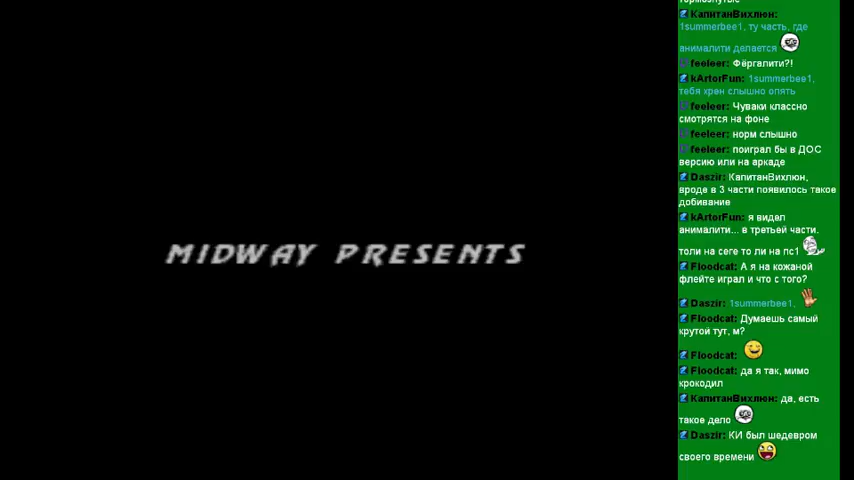 MIDWAY PRESENTS
тормознуты
КапитанВихлюн:
1summerbee1, ту часть, где
анималити делается
feeleer: Фёргалити?!
kArtorFun: 1summerbee1,
тебя хрен слышно опять
feeleer: Чуваки классно
смотрятся на фоне
feeleer: норм слышно
feeleer: поиграл бы в ДОС
версию или на аркаде
Daszir: КапитанВихлюн,
вроде в 3 части появилось такое
добивание
kArtorFun: я видел
анималити... в третьей части.
толи на сеге то ли на пс1
Floodcat: А я на кожаной
флейте играл и что с того?
Daszir: 1summerbee1,
Floodcat: Думаешь самый
крутой тут, м?
Floodcat:
Floodcat: да я так, мимо
крокодил
КапитанВихлюн: да, есть
такое дело
Daszir: КИ был шедевром
своего времени